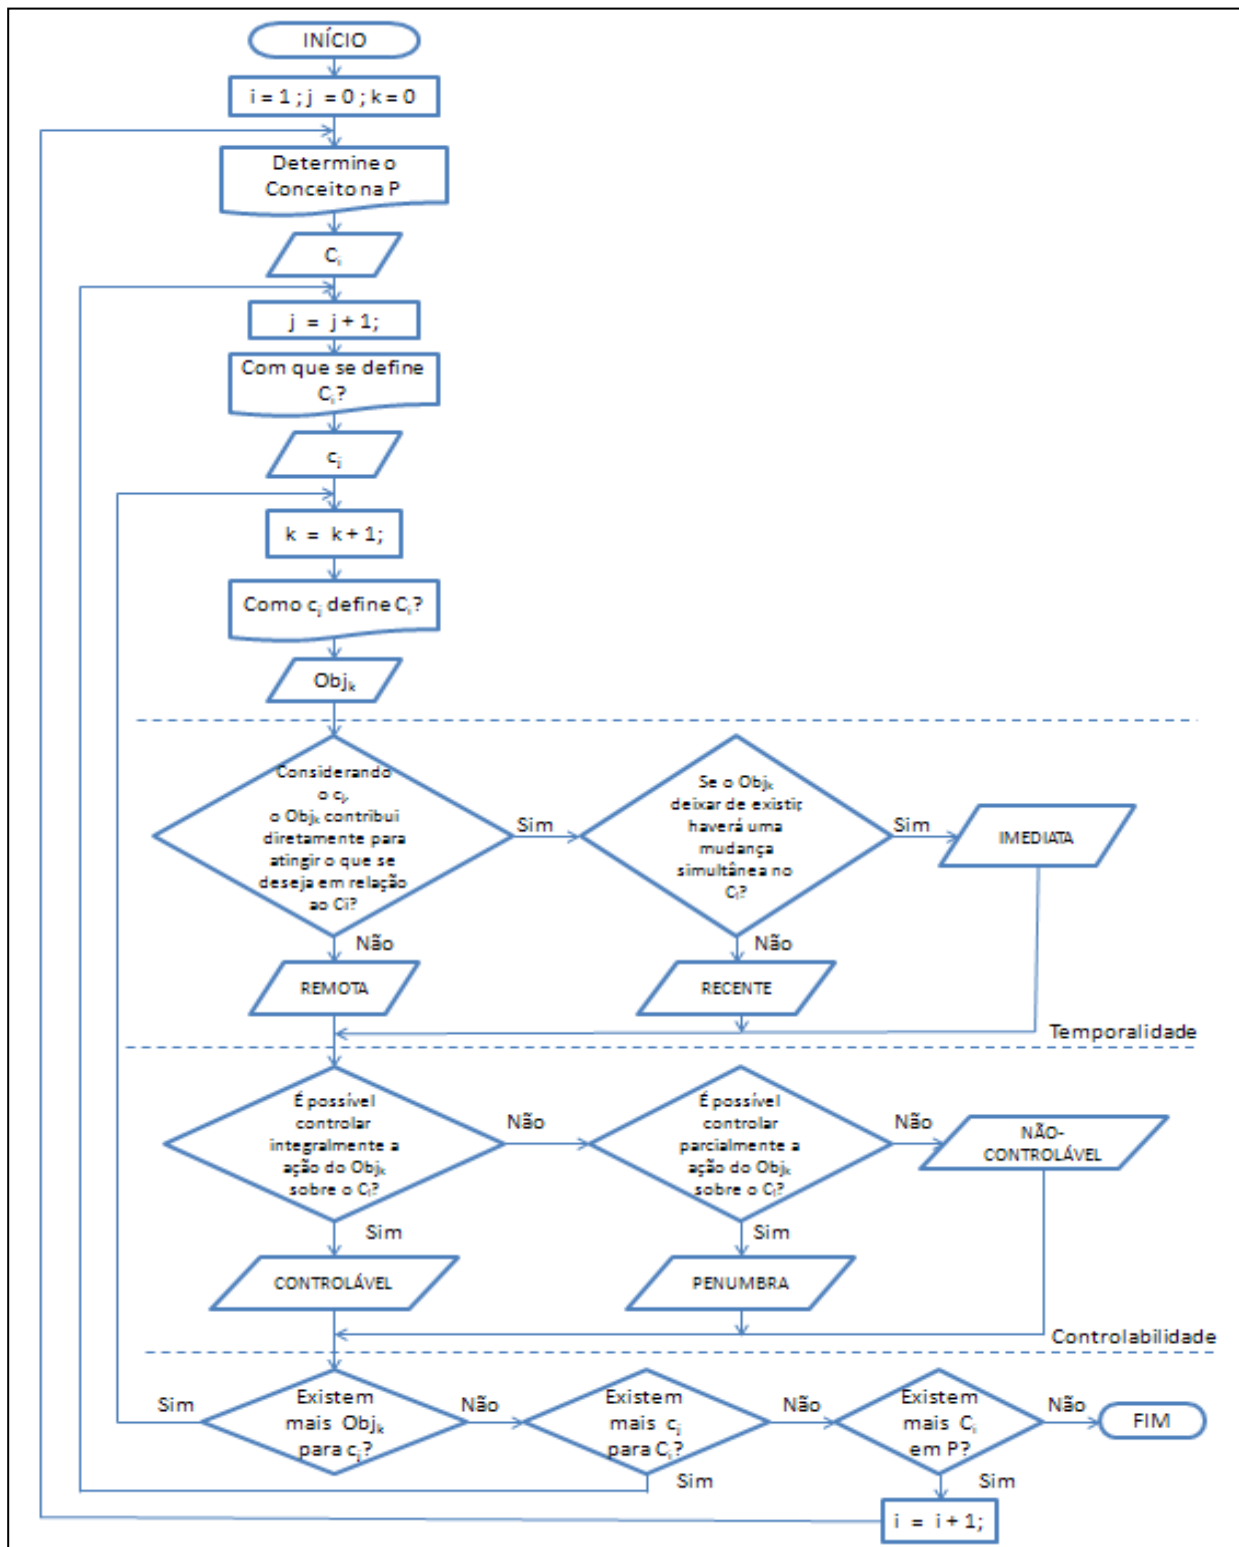 INÍCIO
i = 1 ; j = 0 ; k = 0
Determine o
Conceito na P
Cᵢ
j = j + 1;
Com que se define
Cᵢ?
cⱼ
k = k + 1;
Como cⱼ define Cᵢ?
Objₖ
Considerando
o cⱼ,
o Objₖ contribui
diretamente para
atingir o que se
deseja em relação
ao Ci?
Sim
Se o Objₖ
deixar de existir,
haverá uma
mudança
simultânea no
Cᵢ?
Sim
IMEDIATA
Não
Não
REMOTA
RECENTE
Temporalidade
É possível
controlar
integralmente a
ação do Objₖ
sobre o Cᵢ?
Não
É possível
controlar
parcialmente a
ação do Objₖ
sobre o Cᵢ?
Não
NÃO-
CONTROLÁVEL
Sim
Sim
CONTROLÁVEL
PENUMBRA
Controlabilidade
Sim
Existem
mais Objₖ
para cⱼ?
Não
Existem
mais cⱼ
para Cᵢ?
Não
Existem
mais Cᵢ
em P?
Não
FIM
Sim
Sim
i = i + 1;